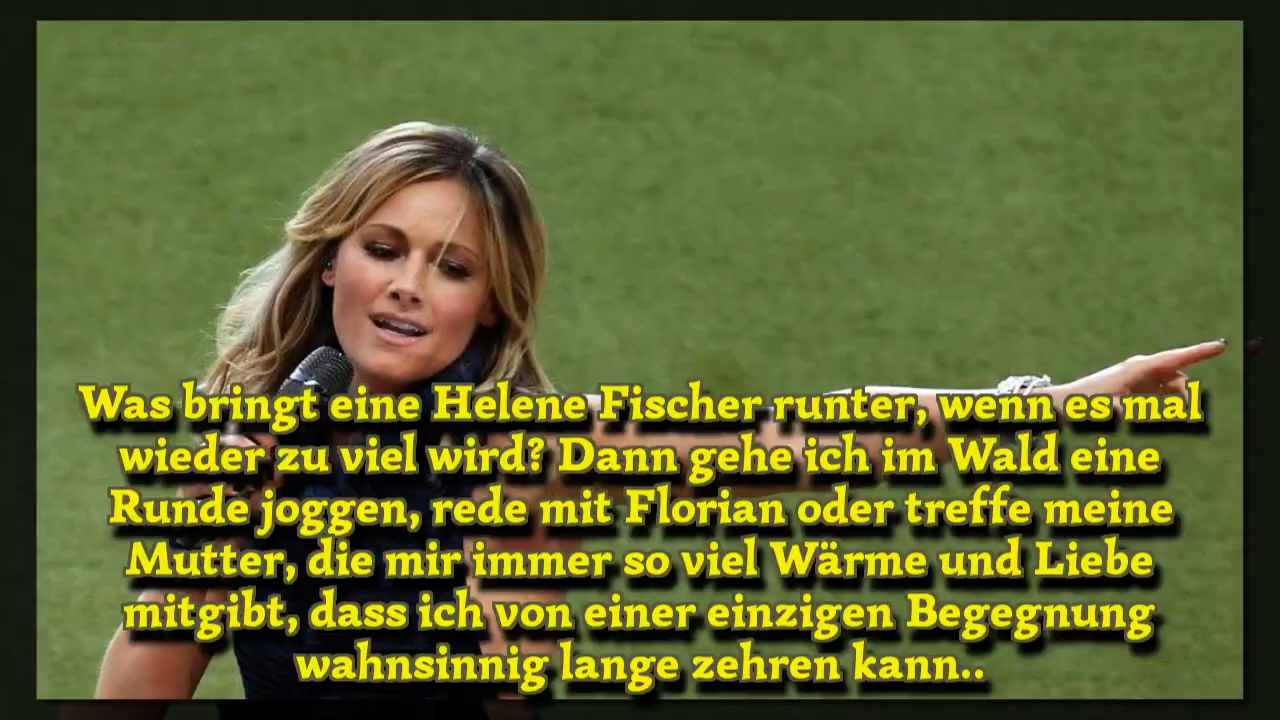 Was bringt eine Helene Fischer runter, wenn es mal
wieder zu viel wird? Dann gehe ich im Wald eine
Runde joggen, rede mit Florian oder treffe meine
Mutter, die mir immer so viel Wärme und Liebe
mitgibt, dass ich von einer einzigen Begegnung
wahnsinnig lange zehren kann..